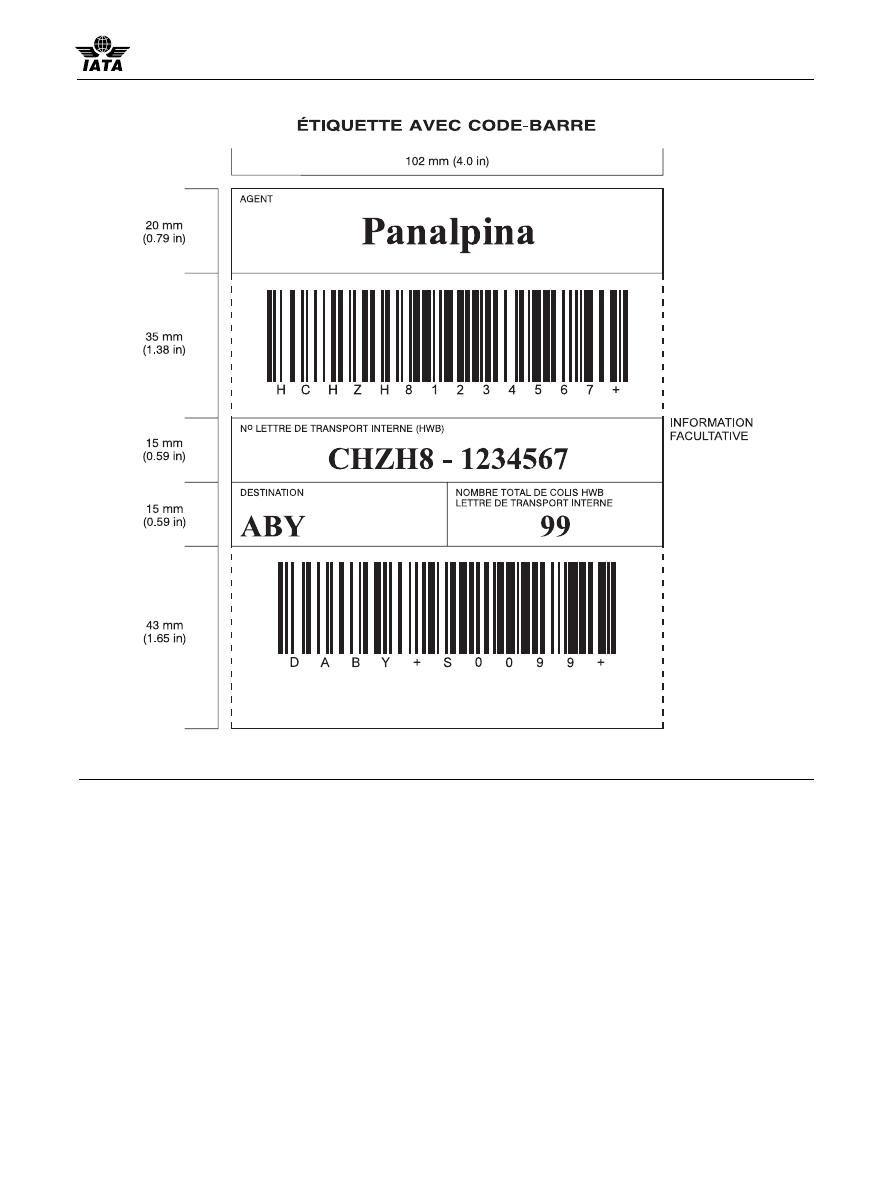 IATA
ÉTIQUETTE AVEC CODE-BARRE
102 mm (4.0 in)
20 mm
(0.79 in)
AGENT
Panalpina
35 mm
(1.38 in)
H C H Z H 8 1 2 3 4 5 6 7 +
INFORMATION
FACULTATIVE
15 mm
(0.59 in)
Nº LETTRE DE TRANSPORT INTERNE (HWB)
CHZH8 - 1234567
15 mm
(0.59 in)
DESTINATION
ABY
NOMBRE TOTAL DE COLIS HWB
LETTRE DE TRANSPORT INTERNE
99
43 mm
(1.65 in)
D A B Y + S 0 0 9 9 +